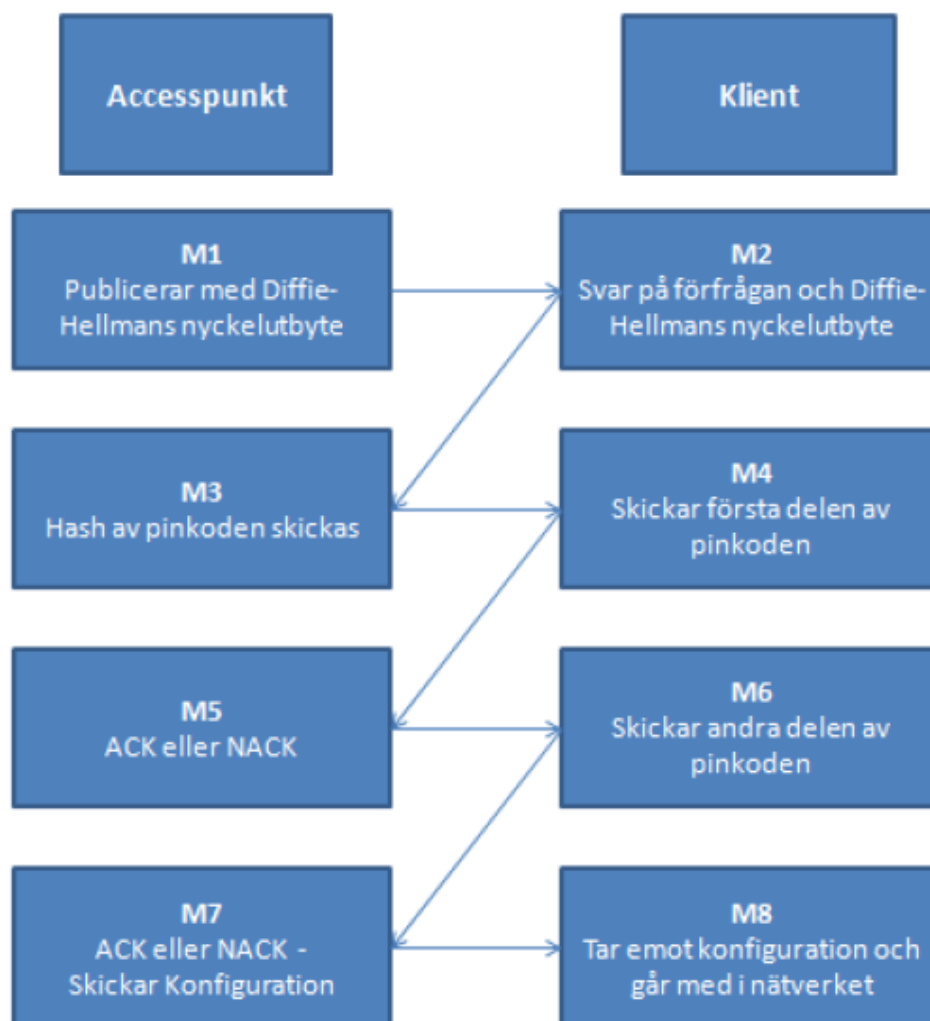 Accesspunkt
Klient
M1
Publicerar med Diffie-
Hellmans nyckelutbyte
M2
Svar på förfrågan och Diffie-
Hellmans nyckelutbyte
M3
Hash av pinkoden skickas
M4
Skickar första delen av
pinkoden
M5
ACK eller NACK
M6
Skickar andra delen av
pinkoden
M7
ACK eller NACK -
Skickar Konfiguration
M8
Tar emot konfiguration och
går med i nätverket